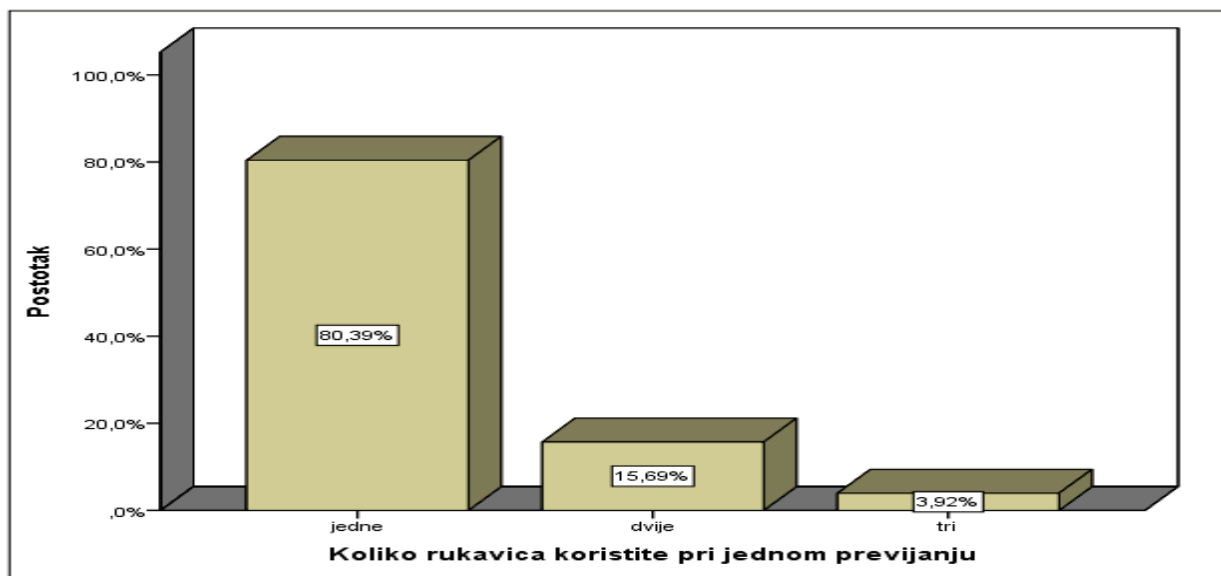 100,0%
80,0%
60,0%
40,0%
20,0%
,0%
Postotak
80,39%
15,69%
3,92%
jedne
dvije
tri
Koliko rukavica koristite pri jednom previjanju